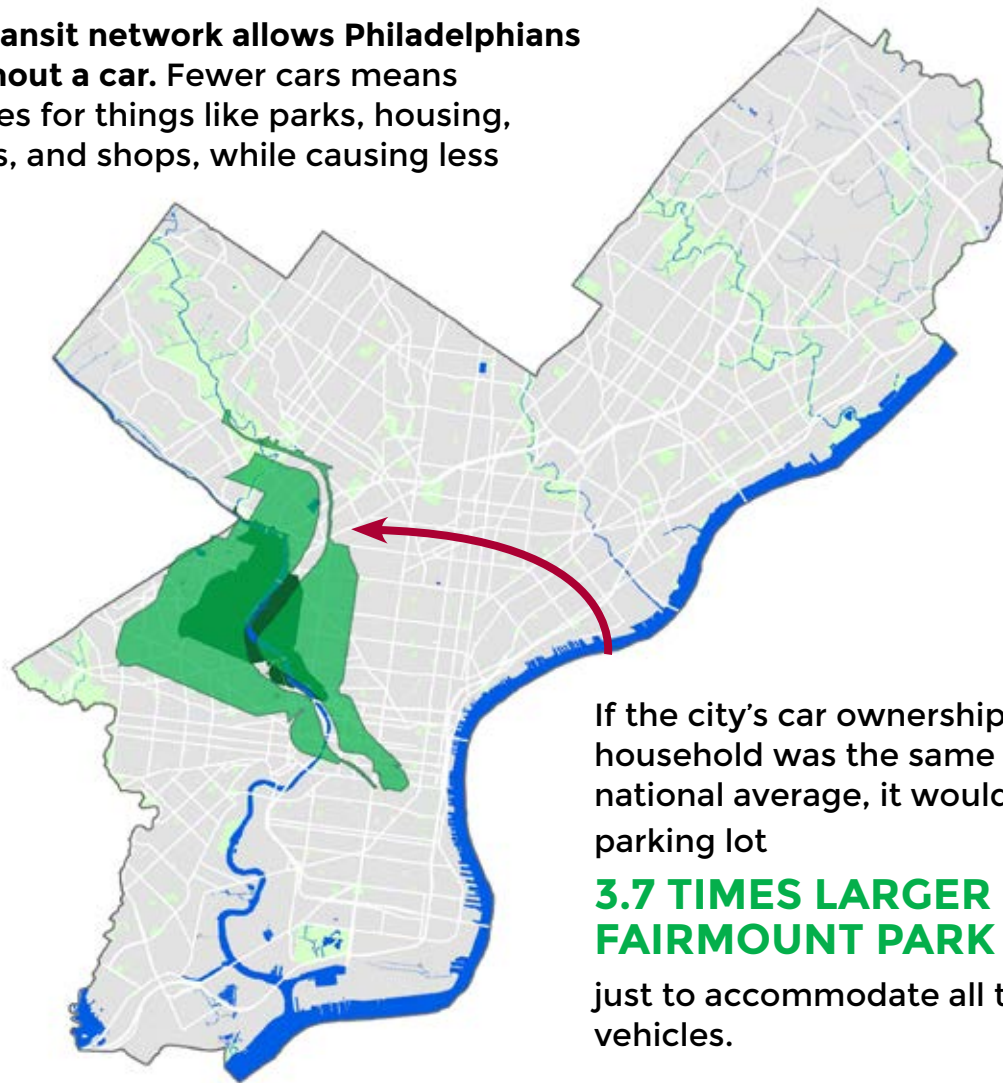 ansit network allows Philadelphians
out a car. Fewer cars means
es for things like parks, housing,
s, and shops, while causing less
If the city’s car ownership
household was the same
national average, it would
parking lot
3.7 TIMES LARGER
FAIRMOUNT PARK
just to accommodate all t
vehicles.